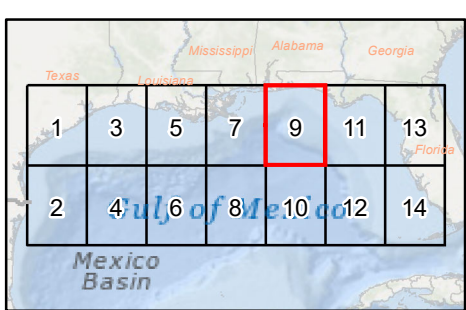 Mississippi Alabama Georgia
Texas Louisiana
1 3 5 7 9 11 13
Florida
2 4 6 8 10 12 14
Gulf of Mexico
Mexico
Basin